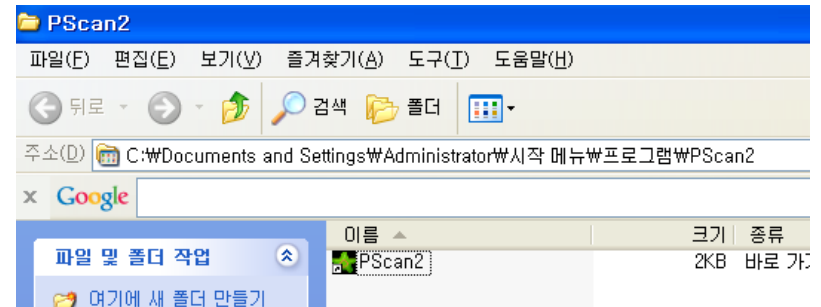 PScan2
파일(F) 편집(E) 보기(V) 즐겨찾기(A) 도구(T) 도움말(H)
뒤로 검색 폴더
주소(D) C:₩Documents and Settings₩Administrator₩시작 메뉴₩프로그램₩PScan2
x Google
이름 크기 종류
파일 및 폴더 작업
PScan2 2KB 바로
여기에 새 폴더 만들기